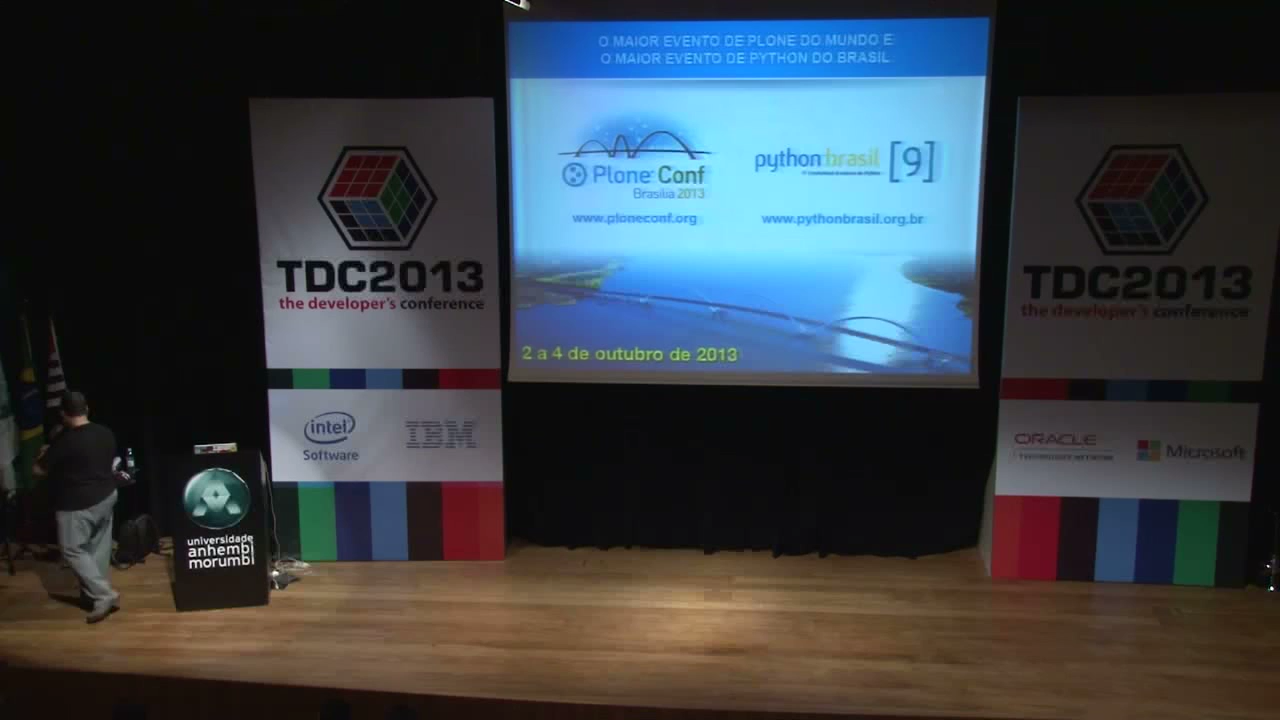 O MAIOR EVENTO DE PLONE DO MUNDO E
O MAIOR EVENTO DE PYTHON DO BRASIL
Plone Conf
Brasília 2013
www.ploneconf.org
python brasil [9]
www.pythonbrasil.org.br
2 a 4 de outubro de 2013
TDC2013
the developer's conference
intel
Software
IBM
universidade
anhembi
morumbi
TDC2013
the developer's conference
ORACLE
Microsoft